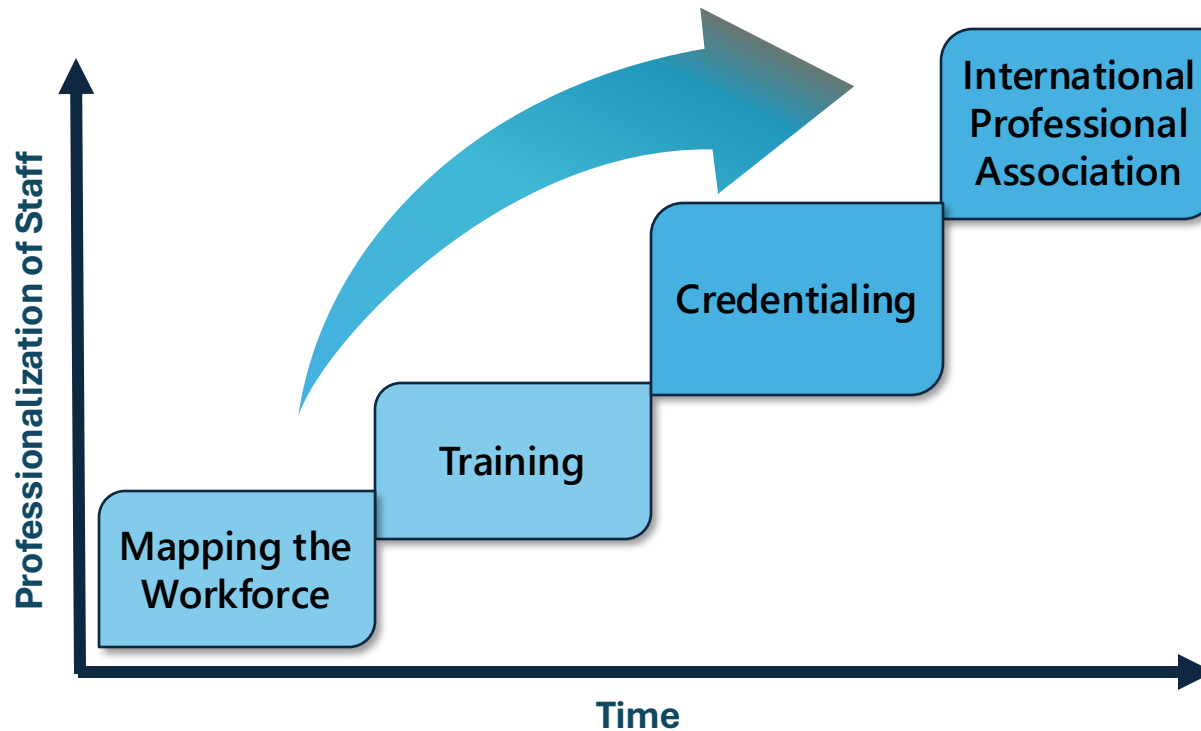 International
Professional
Association
Credentialing
Training
Mapping the
Workforce
Professionalization of Staff
Time